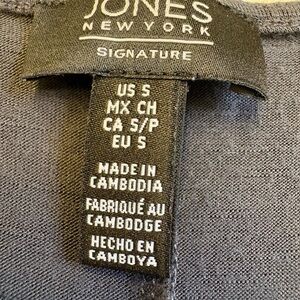 JONES
NEW YORK
SIGNATURE
US S
MX CH
CA S/P
EU S
MADE IN
CAMBODIA
FABRIQUÉ AU
CAMBODGE
HECHO EN
CAMBOYA